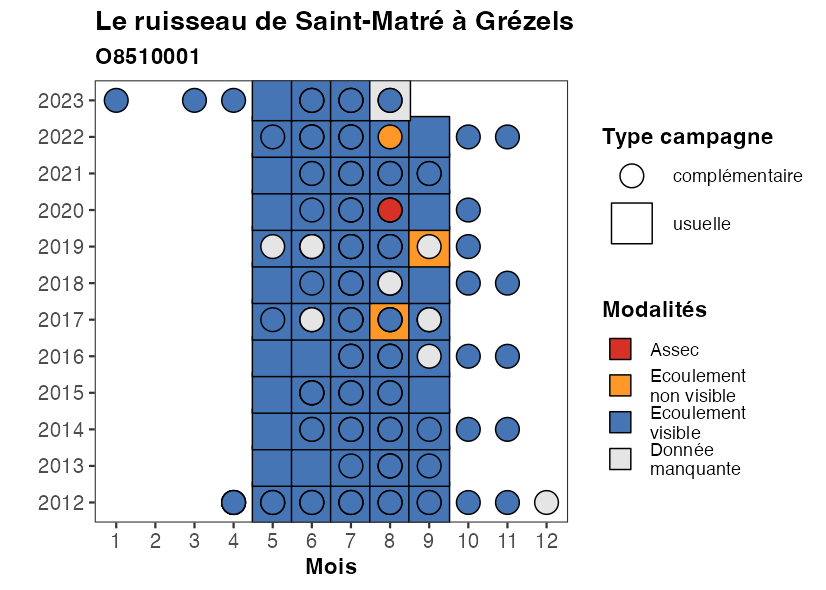 Le ruisseau de Saint-Matré à Grézels
O8510001
2023
2022
2021
2020
2019
2018
2017
2016
2015
2014
2013
2012
1 2 3 4 5 6 7 8 9 10 11 12
Mois
Type campagne
complémentaire
usuelle
Modalités
Assec
Ecoulement
non visible
Ecoulement
visible
Donnée
manquante